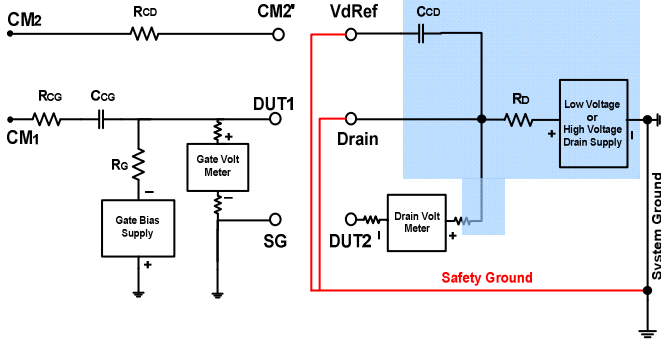 CM2
RCD
CM2'
VdRef
CCD
RCG
CCG
DUT1
CM1
Drain
RD
Low Voltage
or
High Voltage
Drain Supply
+
I
RG
+
Gate Volt
Meter
−
−
Gate Bias
Supply
+
SG
DUT2
I
Drain Volt
Meter
+
System Ground
Safety Ground